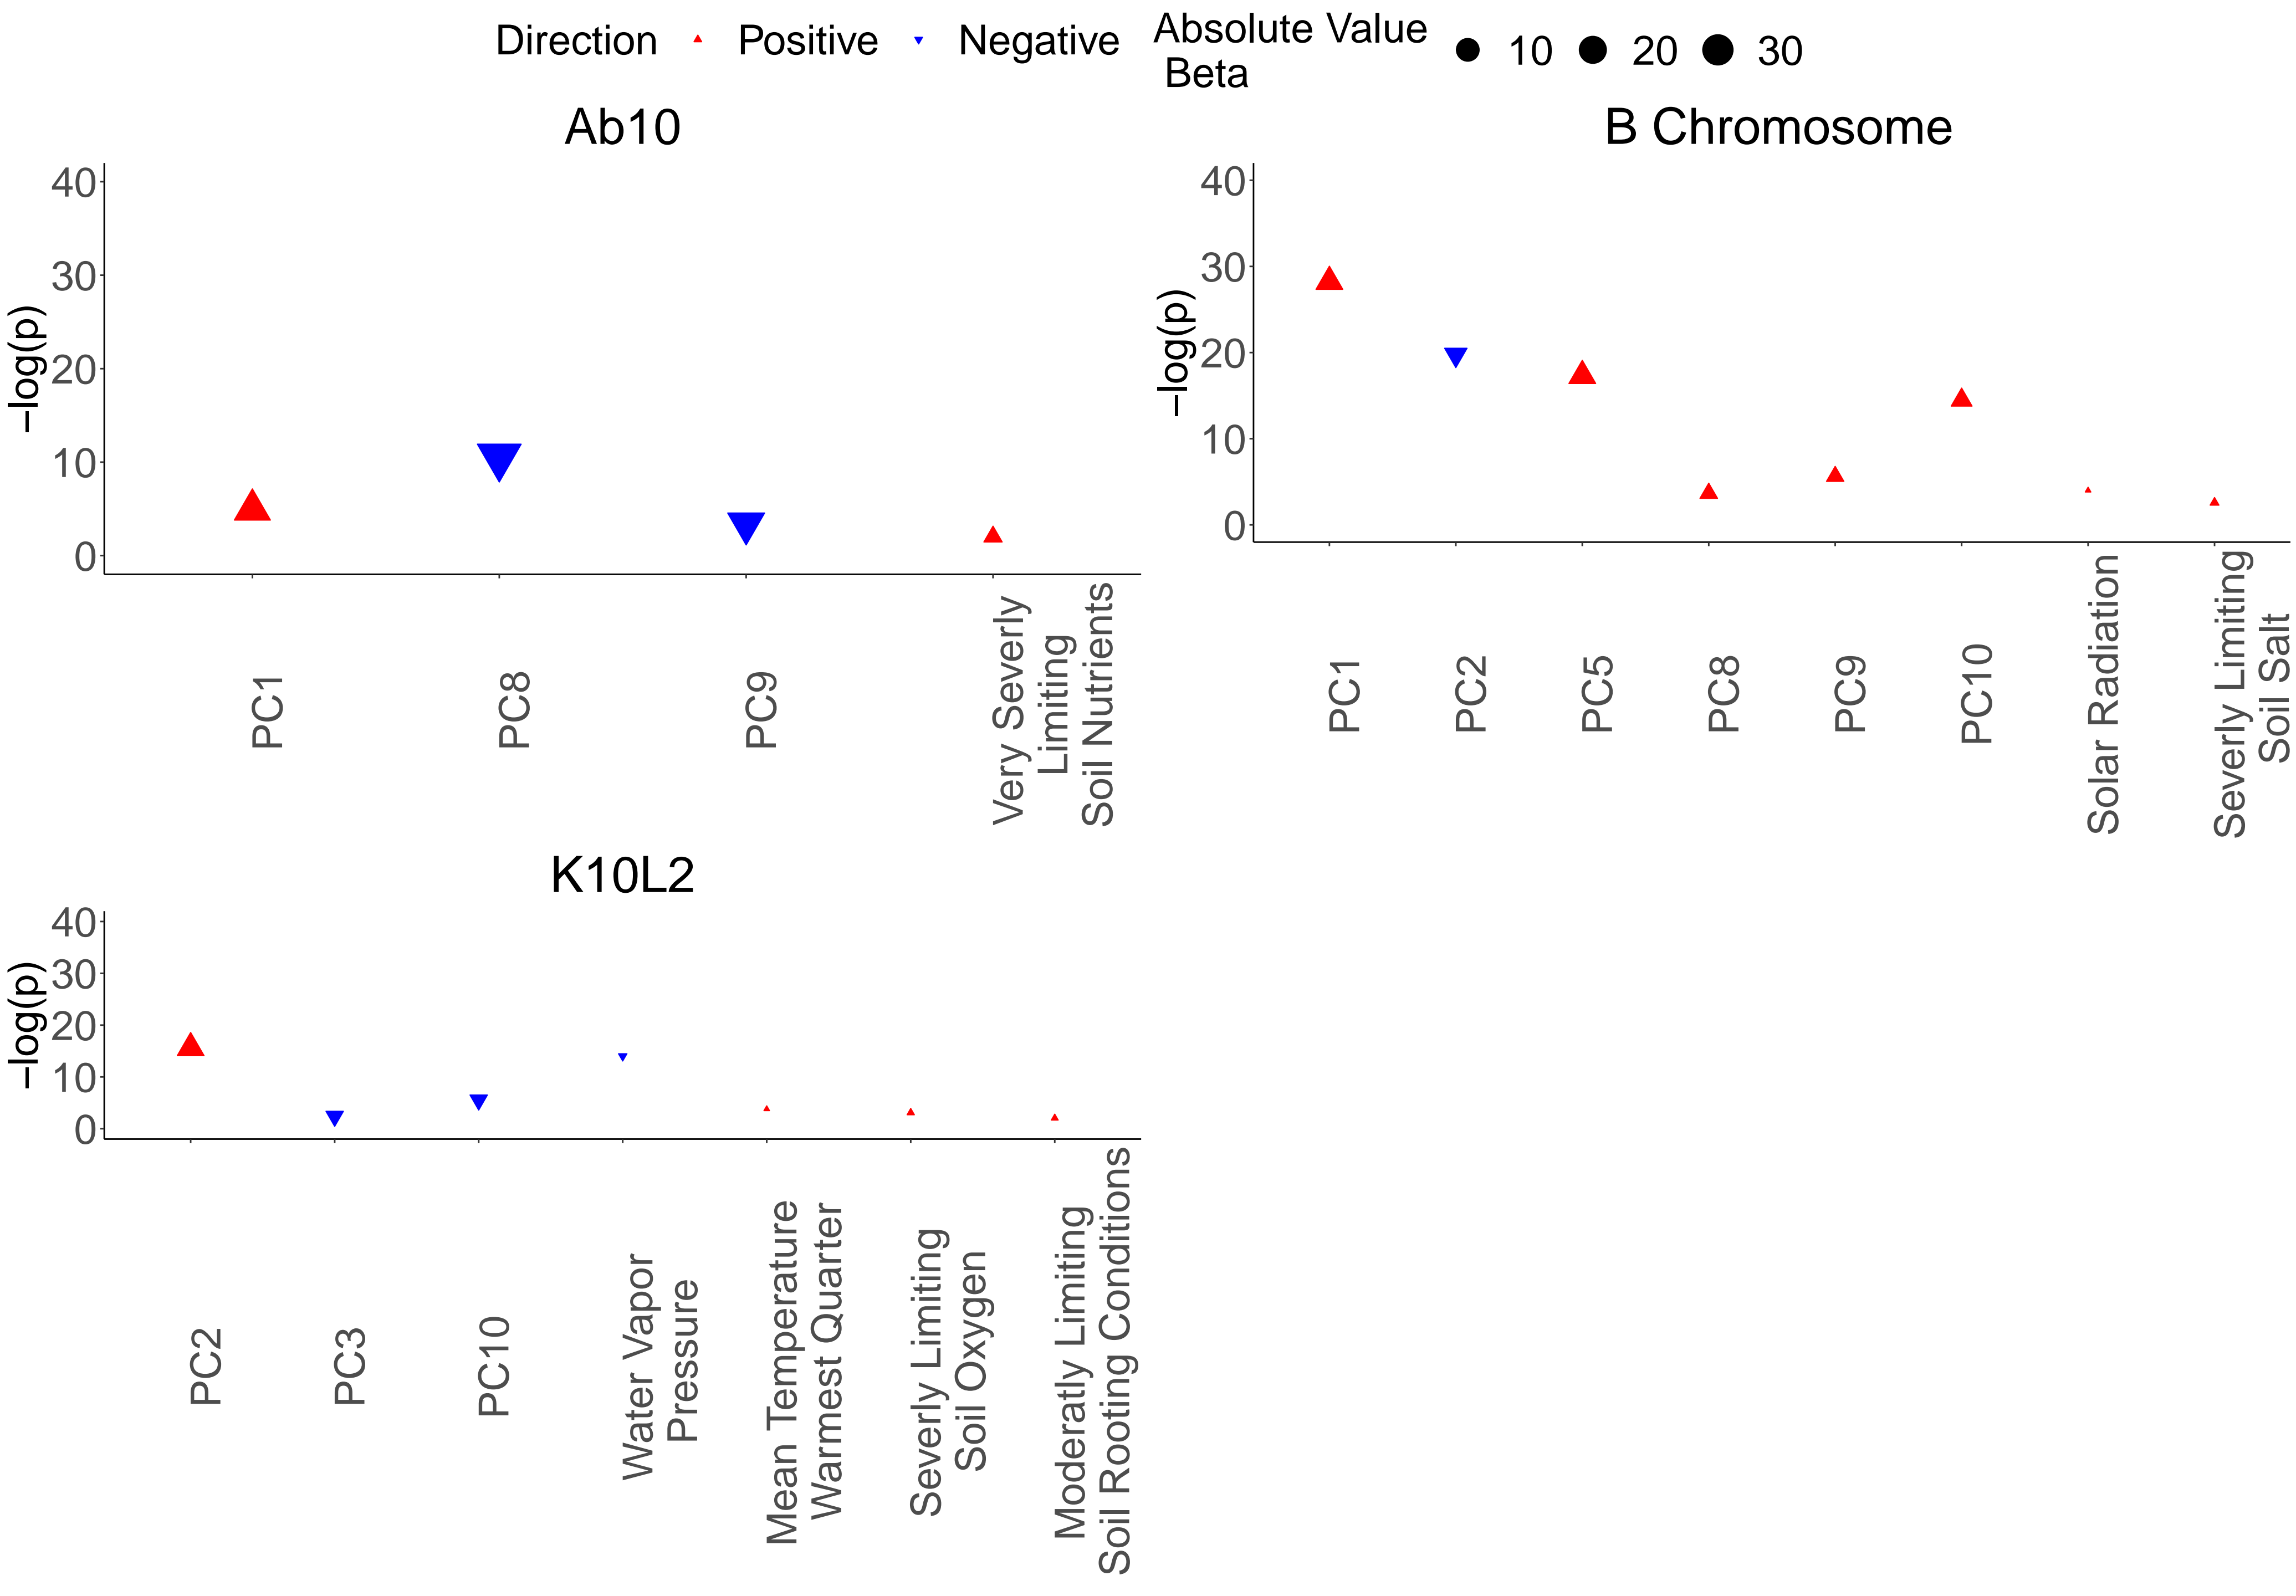 Direction Positive Negative Absolute Value
Beta 10 20 30
Ab10
−log(p)
40
30
20
10
0
PC1
PC8
PC9
Very Severly
Limiting
Soil Nutrients
B Chromosome
−log(p)
40
30
20
10
0
PC1
PC2
PC5
PC8
PC9
PC10
Solar Radiation
Severly Limiting
Soil Salt
K10L2
−log(p)
40
30
20
10
0
PC2
PC3
PC10
Water Vapor
Pressure
Mean Temperature
Warmest Quarter
Severly Limiting
Soil Oxygen
Moderatly Limiting
Soil Rooting Conditions